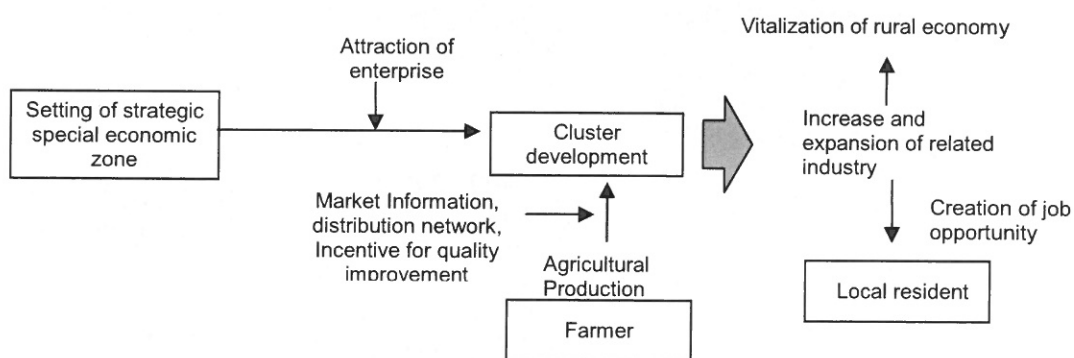 Attraction of
enterprise
Setting of strategic
special economic
zone
Cluster
development
Market Information,
distribution network,
Incentive for quality
improvement
Agricultural
Production
Farmer
Vitalization of rural economy
Increase and
expansion of related
industry
Creation of job
opportunity
Local resident